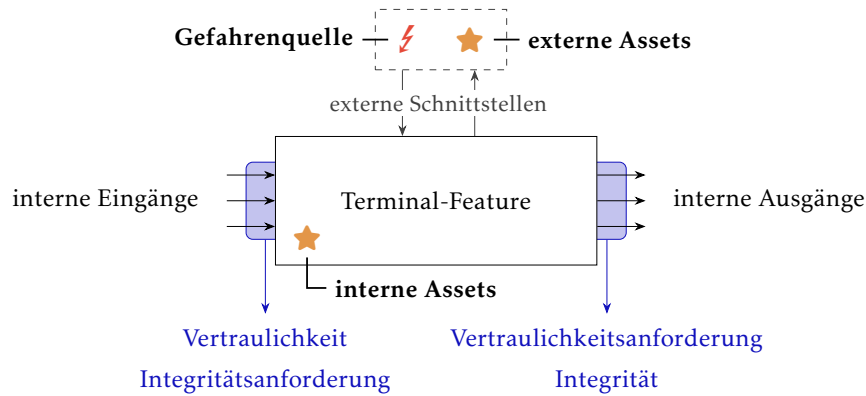 Gefahrenquelle
externe Assets
externe Schnittstellen
interne Eingänge
Terminal-Feature
interne Ausgänge
interne Assets
Vertraulichkeit
Integritätsanforderung
Vertraulichkeitsanforderung
Integrität